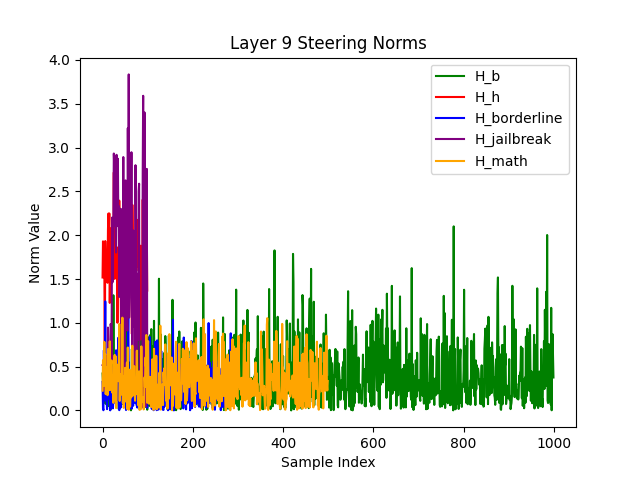 Layer 9 Steering Norms
Norm Value
4.0
3.5
3.0
2.5
2.0
1.5
1.0
0.5
0.0
H_b
H_h
H_borderline
H_jailbreak
H_math
0 200 400 600 800 1000
Sample Index